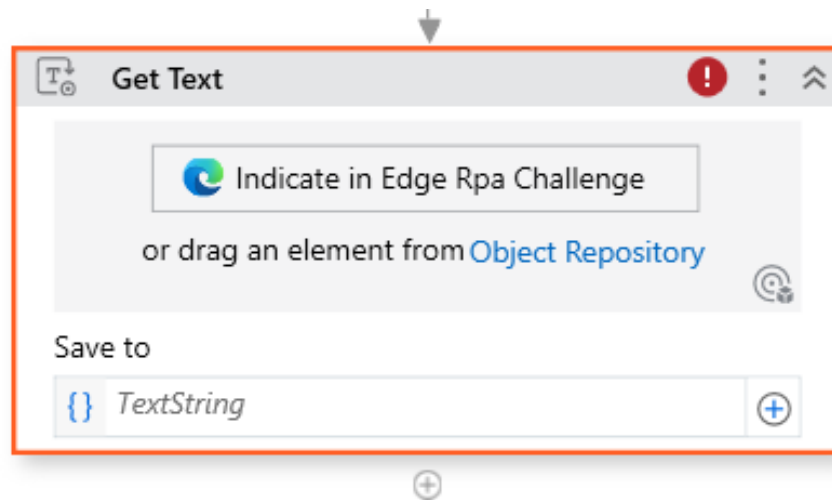 Get Text
Indicate in Edge Rpa Challenge
or drag an element from Object Repository
Save to
{} TextString